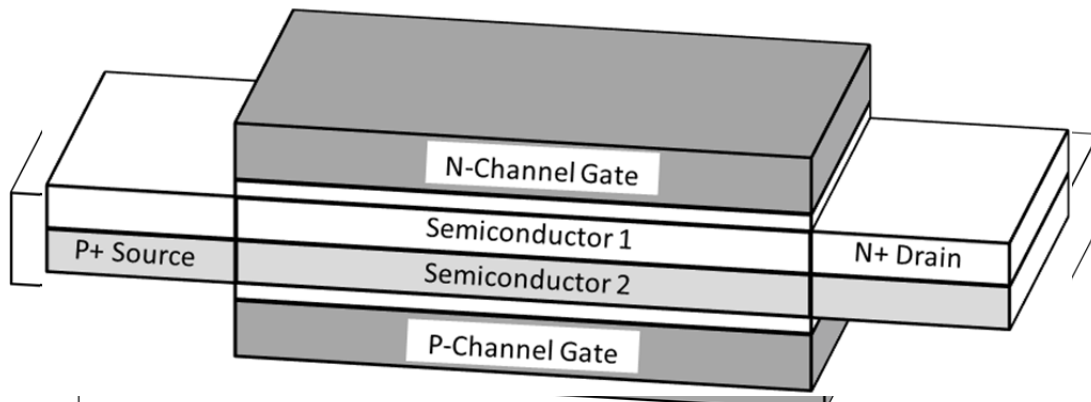 N-Channel Gate
Semiconductor 1
P+ Source
N+ Drain
Semiconductor 2
P-Channel Gate